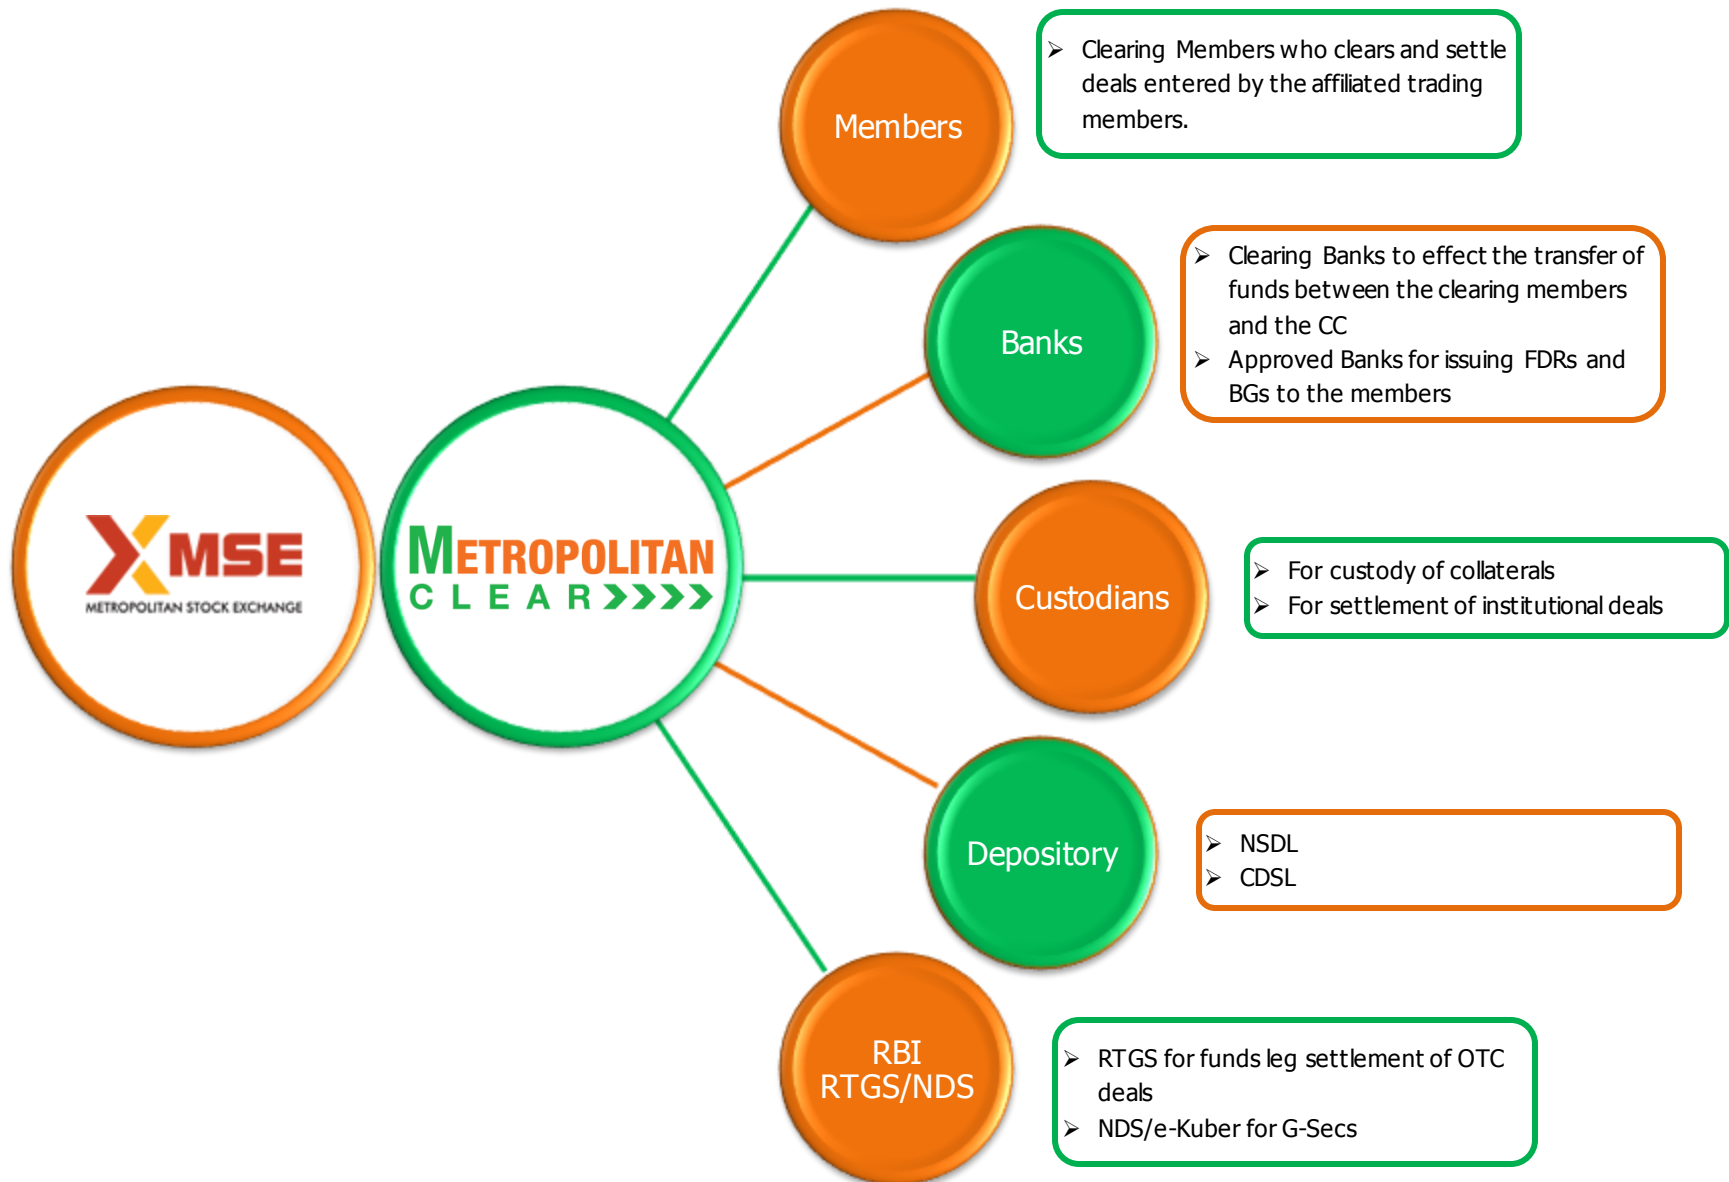 MSE
METROPOLITAN STOCK EXCHANGE
METROPOLITAN
CLEAR
Members
➢ Clearing Members who clears and settle
deals entered by the affiliated trading
members.
Banks
➢ Clearing Banks to effect the transfer of
funds between the clearing members
and the CC
➢ Approved Banks for issuing FDRs and
BGs to the members
Custodians
➢ For custody of collaterals
➢ For settlement of institutional deals
Depository
➢ NSDL
➢ CDSL
RBI
RTGS/NDS
➢ RTGS for funds leg settlement of OTC
deals
➢ NDS/e-Kuber for G-Secs